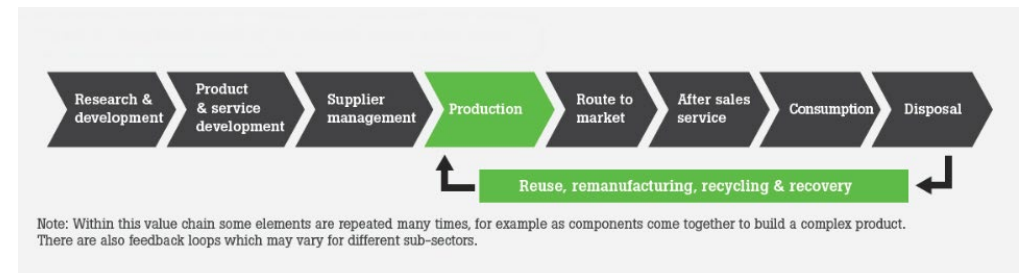 Research &
development
Product
& service
development
Supplier
management
Production
Route to
market
After sales
service
Consumption
Disposal
Reuse, remanufacturing, recycling & recovery
Note: Within this value chain some elements are repeated many times, for example as components come together to build a complex product.
There are also feedback loops which may vary for different sub-sectors.